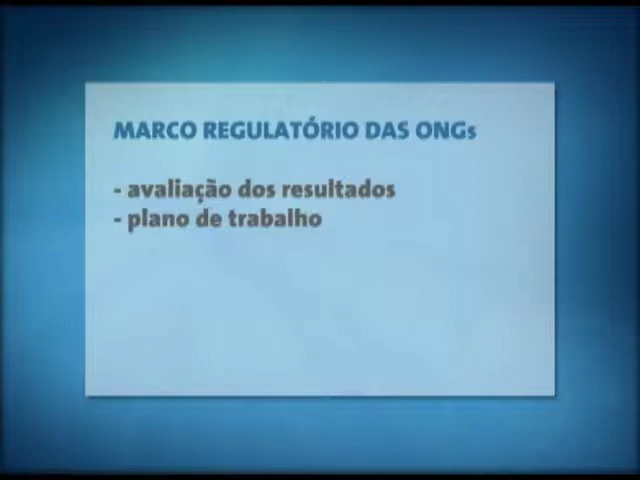 MARCO REGULATÓRIO DAS ONGs
- avaliação dos resultados
- plano de trabalho